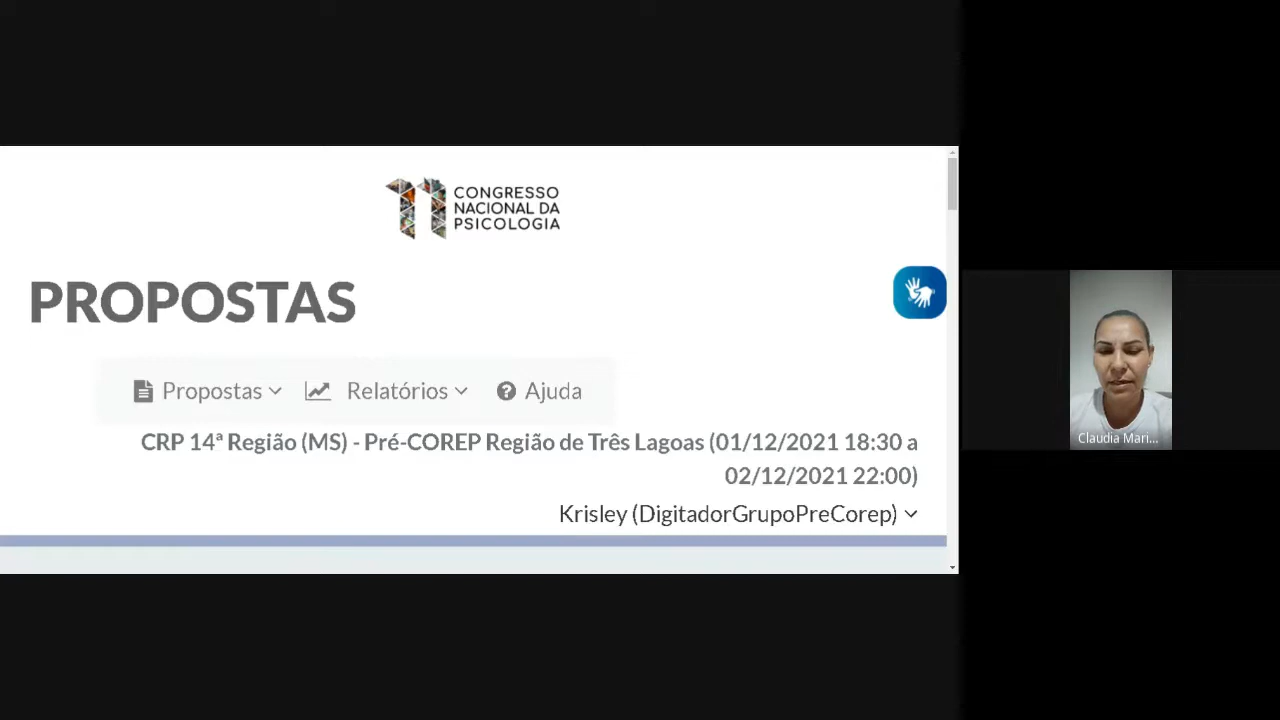 CONGRESSO
NACIONAL DA
PSICOLOGIA
PROPOSTAS
Propostas
Relatórios
Ajuda
CRP 14ª Região (MS) - Pré-COREP Região de Três Lagoas (01/12/2021 18:30 a
02/12/2021 22:00)
Krisley (DigitadorGrupoPreCorep)
Claudia Mari...